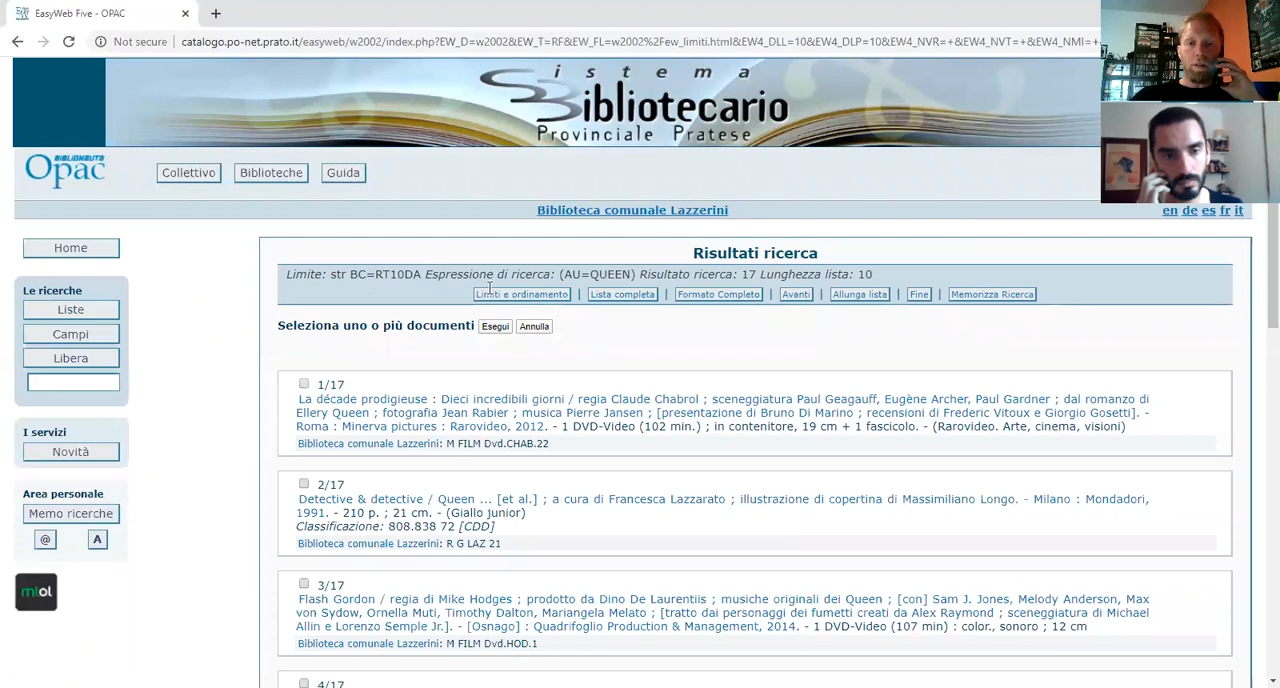 EasyWeb Five - OPAC
Not secure | catalogo.po-net.prato.it/easyweb/w2002/index.php?EW_D=w2002&EW_T=RF&EW_FL=w2002%2Few_limiti.html&EW4_DLL=10&EW4_DLP=10&EW4_NVR=+&EW4_NVT=+&EW4_NMI=+
Sistema
Bibliotecario
Provinciale Pratese
BIBLIONAUTA
Opac
Collettivo
Biblioteche
Guida
Biblioteca comunale Lazzerini
en de es fr it
Home
Le ricerche
Liste
Campi
Libera
I servizi
Novità
Area personale
Memo ricerche
@
A
mlol
Risultati ricerca
Limite: str BC=RT10DA Espressione di ricerca: (AU=QUEEN) Risultato ricerca: 17 Lunghezza lista: 10
Limiti e ordinamento | Lista completa | Formato Completo | Avanti | Allunga lista | Fine | Memorizza Ricerca
Seleziona uno o più documenti Esegui Annulla
1/17
La décade prodigieuse : Dieci incredibili giorni / regia Claude Chabrol ; sceneggiatura Paul Geagauff, Eugène Archer, Paul Gardner ; dal romanzo di
Ellery Queen ; fotografia Jean Rabier ; musica Pierre Jansen ; [presentazione di Bruno Di Marino ; recensioni di Frederic Vitoux e Giorgio Gosetti]. -
Roma : Minerva pictures : Rarovideo, 2012. - 1 DVD-Video (102 min.) ; in contenitore, 19 cm + 1 fascicolo. - (Rarovideo. Arte, cinema, visioni)
Biblioteca comunale Lazzerini: M FILM Dvd.CHAB.22
2/17
Detective & detective / Queen ... [et al.] ; a cura di Francesca Lazzarato ; illustrazione di copertina di Massimiliano Longo. - Milano : Mondadori,
1991. - 210 p. ; 21 cm. - (Giallo junior)
Classificazione: 808.838 72 [CDD]
Biblioteca comunale Lazzerini: R G LAZ 21
3/17
Flash Gordon / regia di Mike Hodges ; prodotto da Dino De Laurentiis ; musiche originali dei Queen ; [con] Sam J. Jones, Melody Anderson, Max
von Sydow, Ornella Muti, Timothy Dalton, Mariangela Melato ; [tratto dai personaggi dei fumetti creati da Alex Raymond ; sceneggiatura di Michael
Allin e Lorenzo Semple Jr.]. - [Osnago] : Quadrifoglio Production & Management, 2014. - 1 DVD-Video (107 min) : color., sonoro ; 12 cm
Biblioteca comunale Lazzerini: M FILM Dvd.HOD.1
4/17